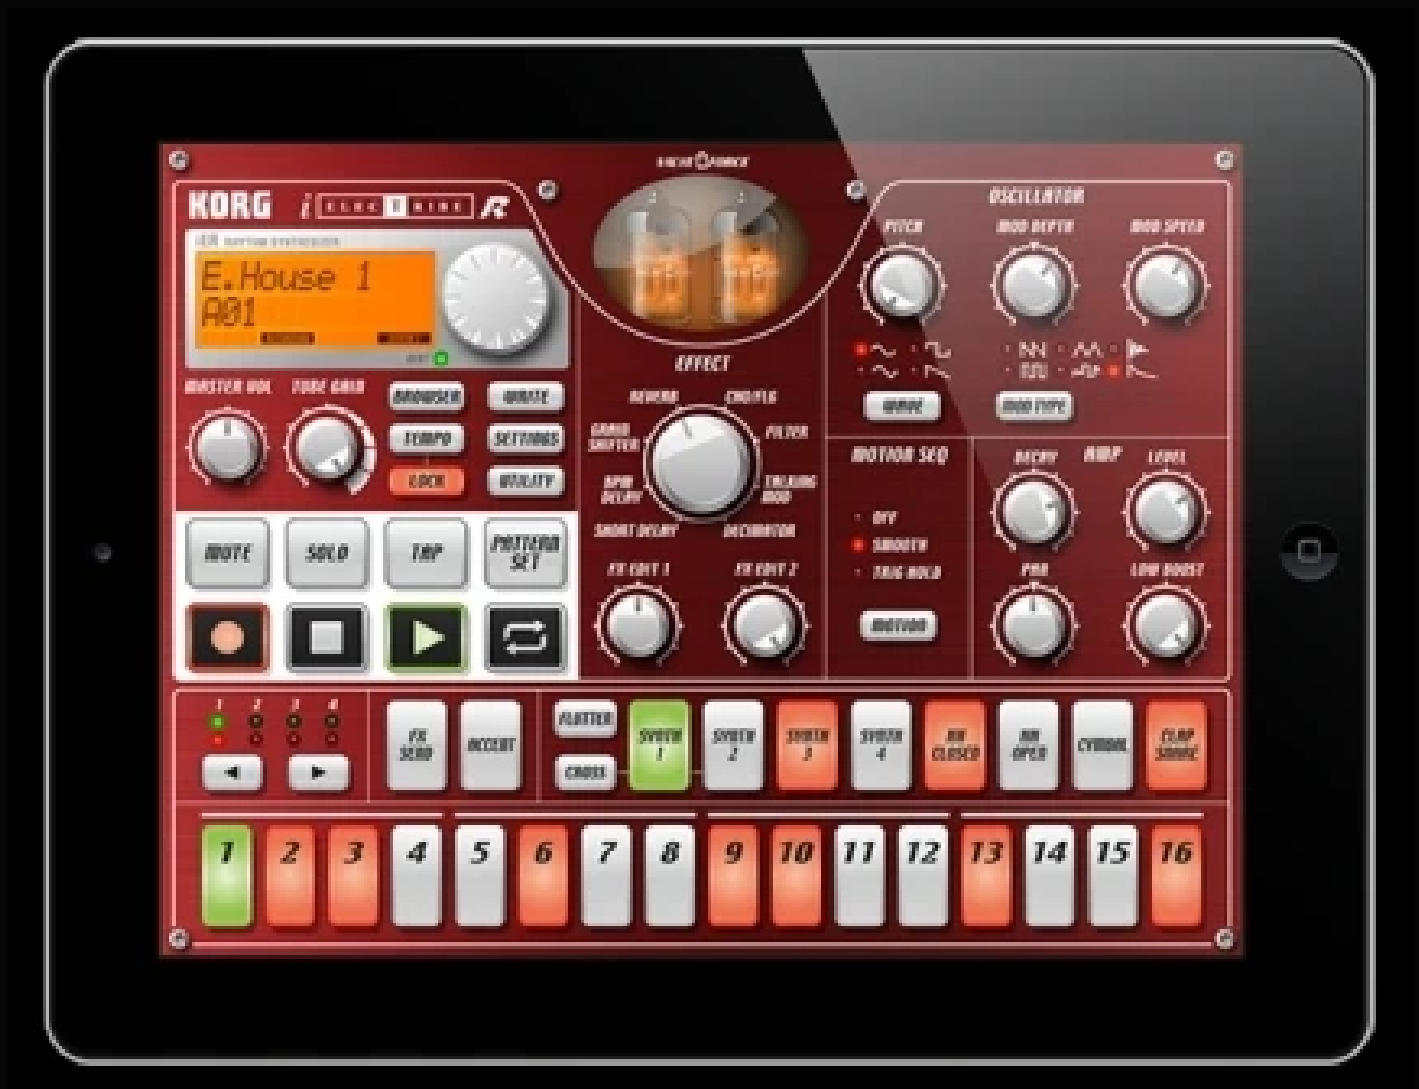 KORG i ELECTRIBE R
E.House 1
A01
MASTER VOL TUBE GAIN
BROWSER WRITE
TEMPO SETTINGS
LOCK UTILITY
MUTE SOLO TAP PATTERN SET
EFFECT
REVERB CHO/FLG
GRAIN SHIFTER FILTER
BPM DELAY TALKING MOD
SHORT DELAY DECIMATOR
FX EDIT 1 FX EDIT 2
OSCILLATOR
PITCH MOD DEPTH MOD SPEED
WAVE MOD TYPE
MOTION SEQ
OFF
SMOOTH
TRIG HOLD
MOTION
DECAY AMP LEVEL
PAN LOW BOOST
1 2 3 4
FX SEND ACCENT
FLUTTER
CROSS
SYNTH 1 SYNTH 2 SYNTH 3 SYNTH 4 HH CLOSED HH OPEN CYMBAL CLAP SNARE
1 2 3 4 5 6 7 8 9 10 11 12 13 14 15 16